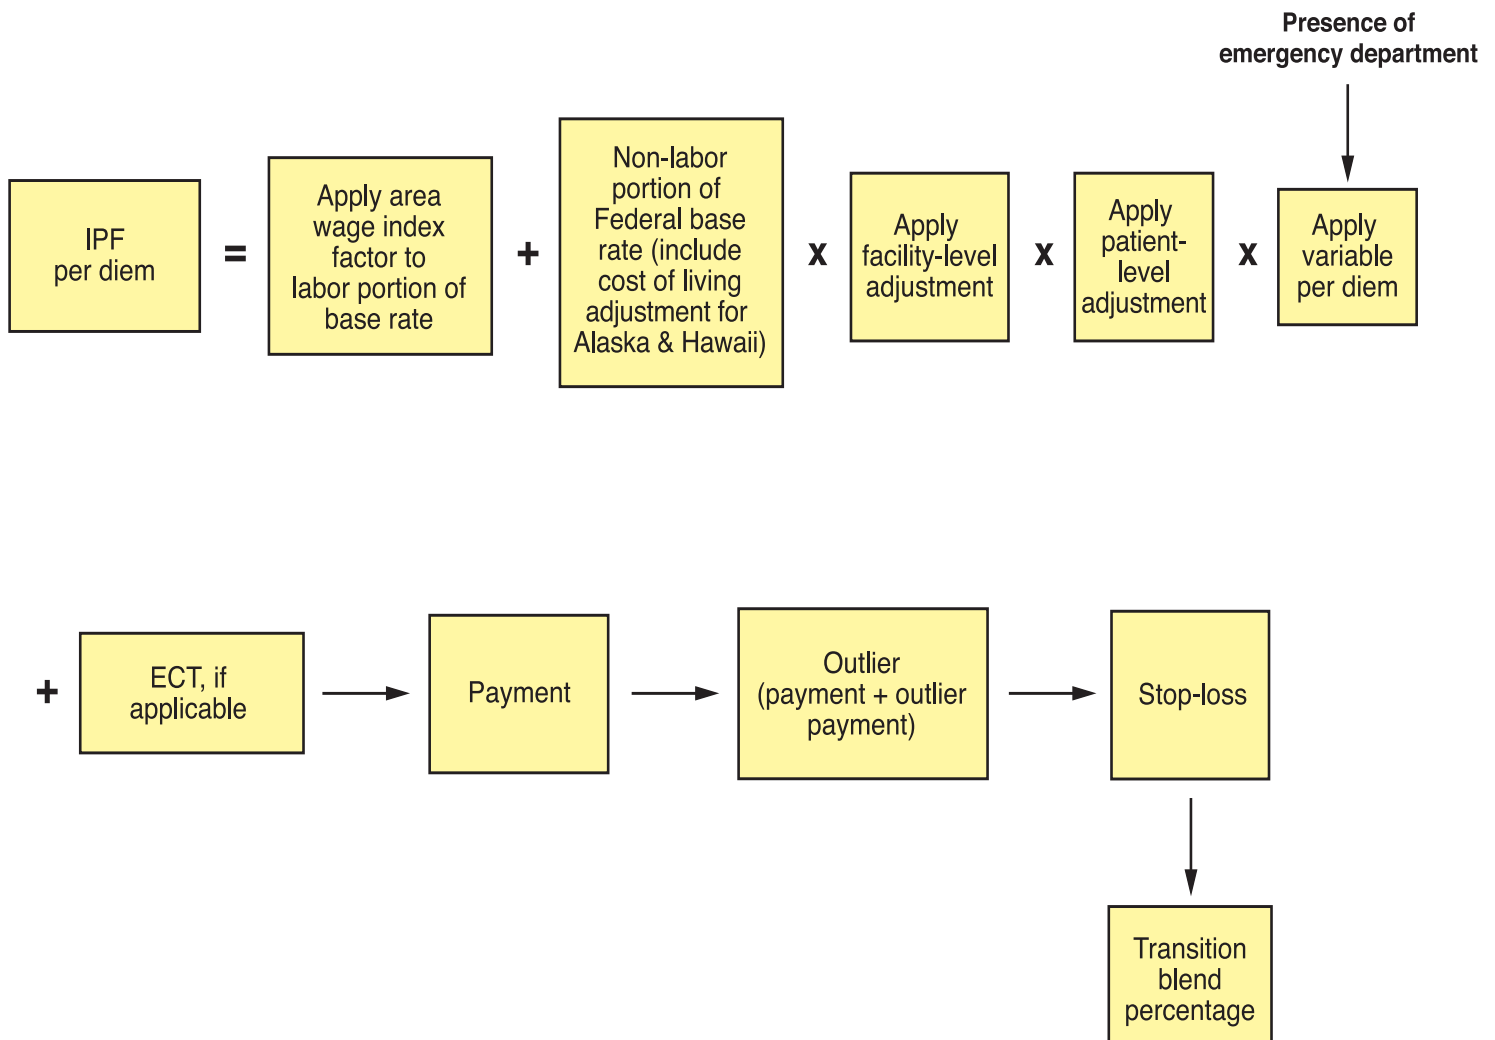 Presence of
emergency department
IPF
per diem
=
Apply area
wage index
factor to
labor portion of
base rate
+
Non-labor
portion of
Federal base
rate (include
cost of living
adjustment for
Alaska & Hawaii)
x
Apply
facility-level
adjustment
x
Apply
patient-
level
adjustment
x
Apply
variable
per diem
+
ECT, if
applicable
Payment
Outlier
(payment + outlier
payment)
Stop-loss
Transition
blend
percentage